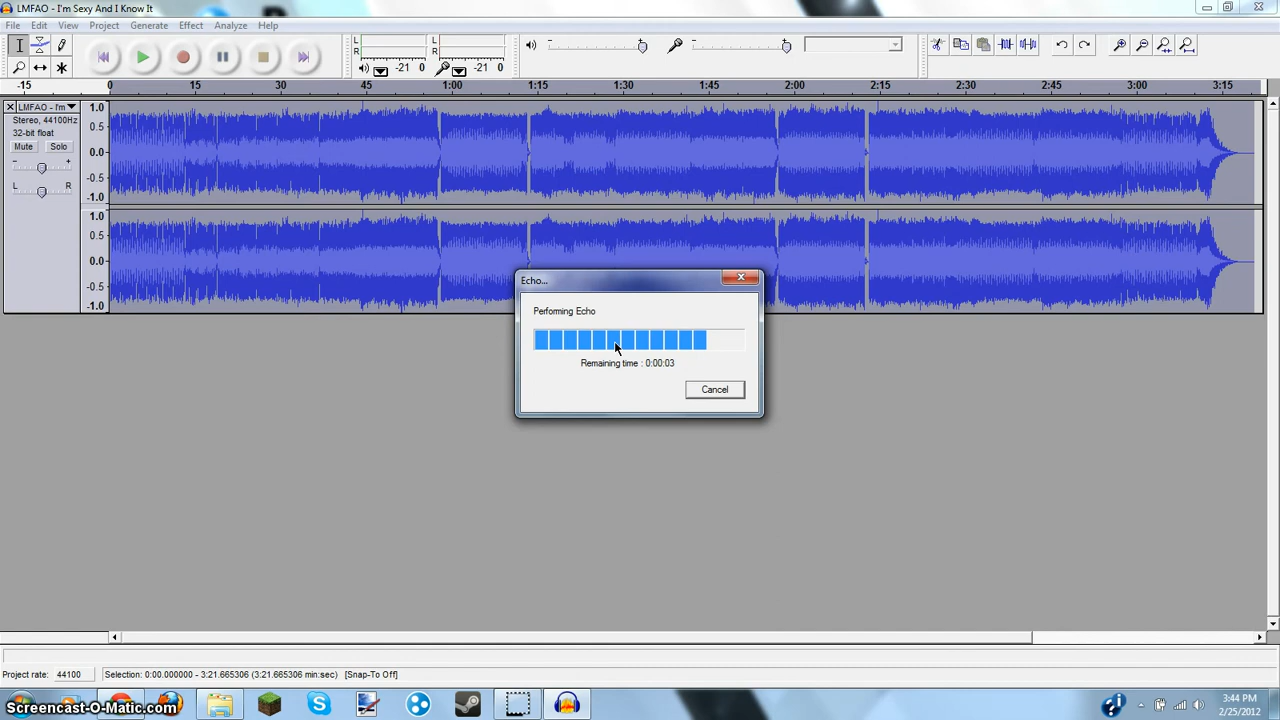 LMFAO - I'm Sexy And I Know It
File Edit View Project Generate Effect Analyze Help
L R -21 0 L R -21 0
-15 0 15 30 45 1:00 1:15 1:30 1:45 2:00 2:15 2:30 2:45 3:00 3:15
LMFAO - I'm
Stereo, 44100Hz
32-bit float
Mute Solo
- +
L R
1.0
0.5
0.0
-0.5
-1.0
1.0
0.5
0.0
-0.5
-1.0
Echo...
Performing Echo
Remaining time : 0:00:03
Cancel
Project rate: 44100 Selection: 0:00.000000 - 3:21.665306 (3:21.665306 min:sec) [Snap-To Off]
Screencast-O-Matic.com
3:44 PM
2/25/2012